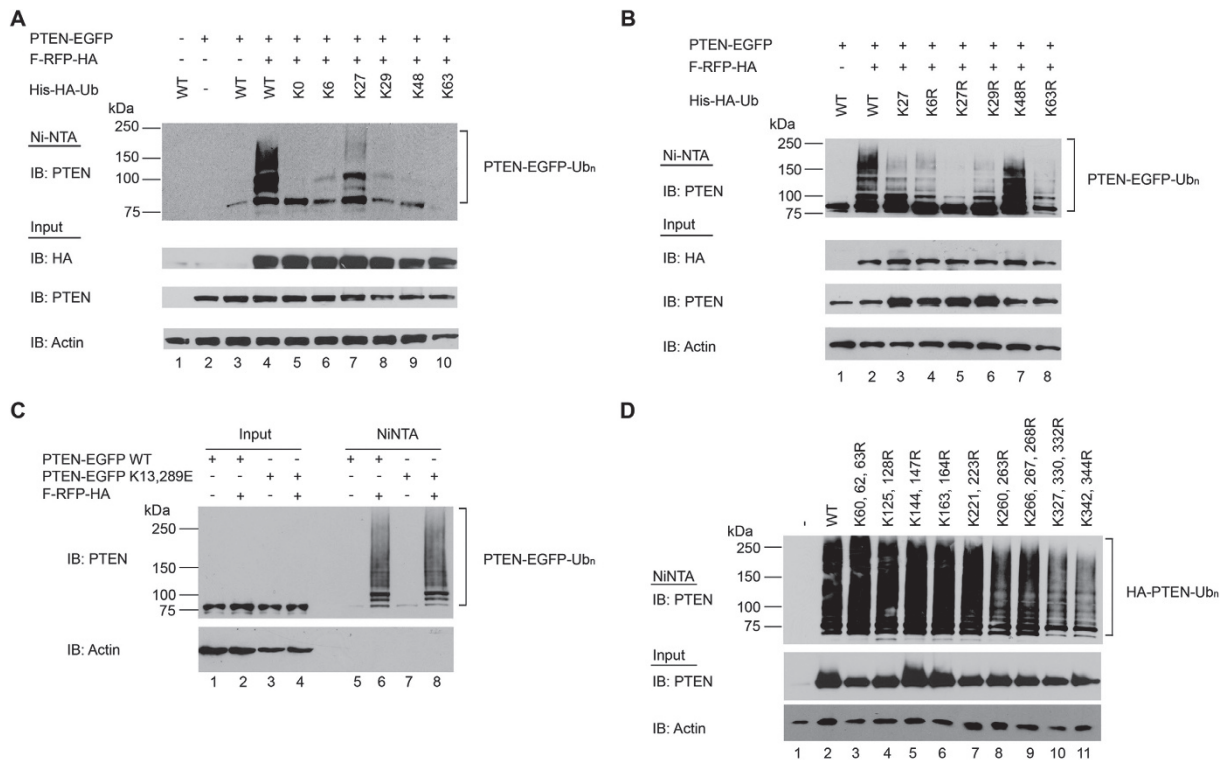 A
PTEN-EGFP - + + + + + + + + +
F-RFP-HA - - - + + + + + + +
His-HA-Ub WT - WT WT K0 K6 K27 K29 K48 K63
kDa
250
Ni-NTA
150
IB: PTEN
100
75
PTEN-EGFP-Ubn
Input
IB: HA
IB: PTEN
IB: Actin
1 2 3 4 5 6 7 8 9 10
B
PTEN-EGFP + + + + + + + +
F-RFP-HA - + + + + + + +
His-HA-Ub WT WT K27 K6R K27R K29R K48R K63R
kDa
250
Ni-NTA
150
IB: PTEN
100
75
PTEN-EGFP-Ubn
Input
IB: HA
IB: PTEN
IB: Actin
1 2 3 4 5 6 7 8
C
Input NiNTA
PTEN-EGFP WT + + - - + + - -
PTEN-EGFP K13,289E - - + + - - + +
F-RFP-HA - + - + - + - +
kDa
250
IB: PTEN
150
100
75
PTEN-EGFP-Ubn
IB: Actin
1 2 3 4 5 6 7 8
D
- WT K60, 62, 63R K125, 128R K144, 147R K163, 164R K221, 223R K260, 263R K266, 267, 268R K327, 330, 332R K342, 344R
kDa
250
NiNTA
150
IB: PTEN
100
75
HA-PTEN-Ubn
Input
IB: PTEN
IB: Actin
1 2 3 4 5 6 7 8 9 10 11